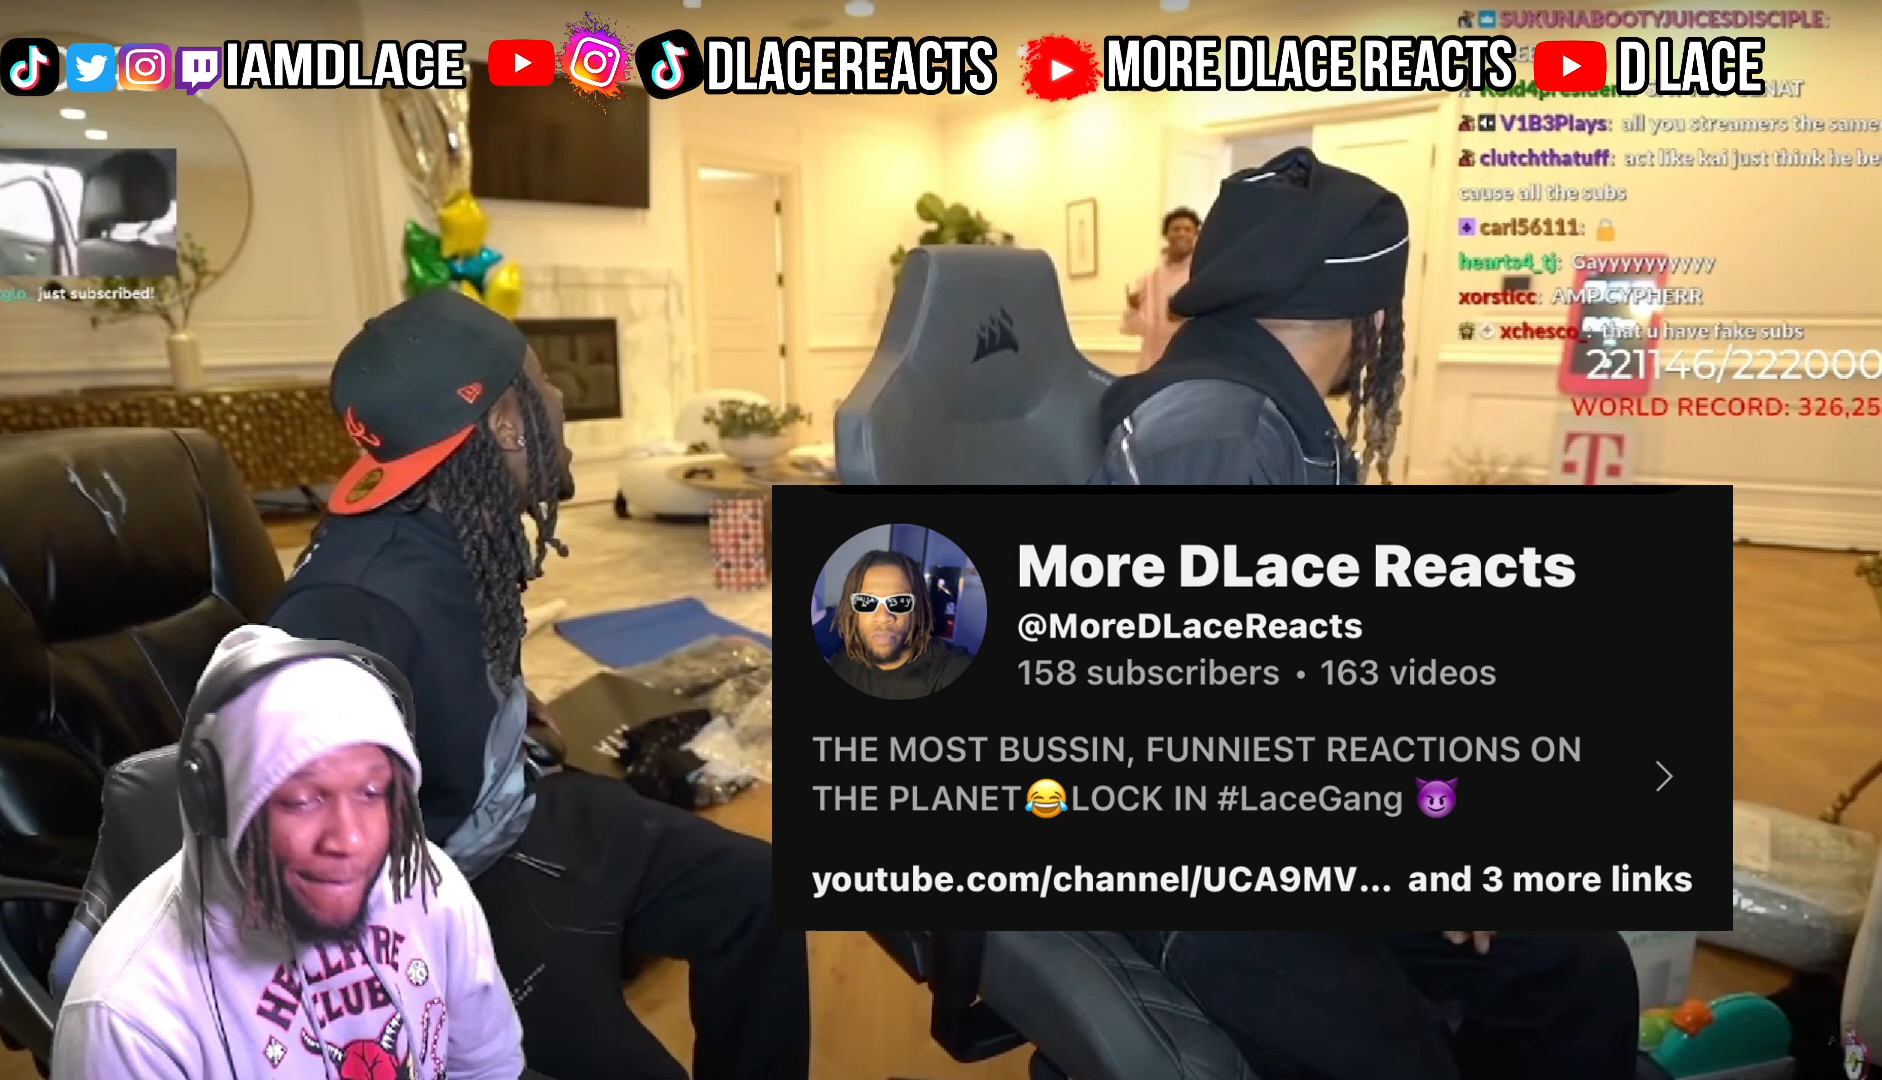 IAMDLACE
DLACEREACTS
MORE DLACE REACTS
D LACE
SUKUNABOOTYJUICESDISCIPLE:
V1B3Plays: all you streamers the same
clutchthatuff: act like kai just think he be
cause all the subs
carl56111:
hearts4_tj: Gayyyyyyyyyy
xorsticc: AMP CYPHERR
xchesco_: that u have fake subs
221146/222000
WORLD RECORD: 326,25
T
just subscribed!
More DLace Reacts
@MoreDLaceReacts
158 subscribers • 163 videos
THE MOST BUSSIN, FUNNIEST REACTIONS ON
THE PLANET😂LOCK IN #LaceGang 😈
youtube.com/channel/UCA9MV... and 3 more links
HELLFIRE
CLUB